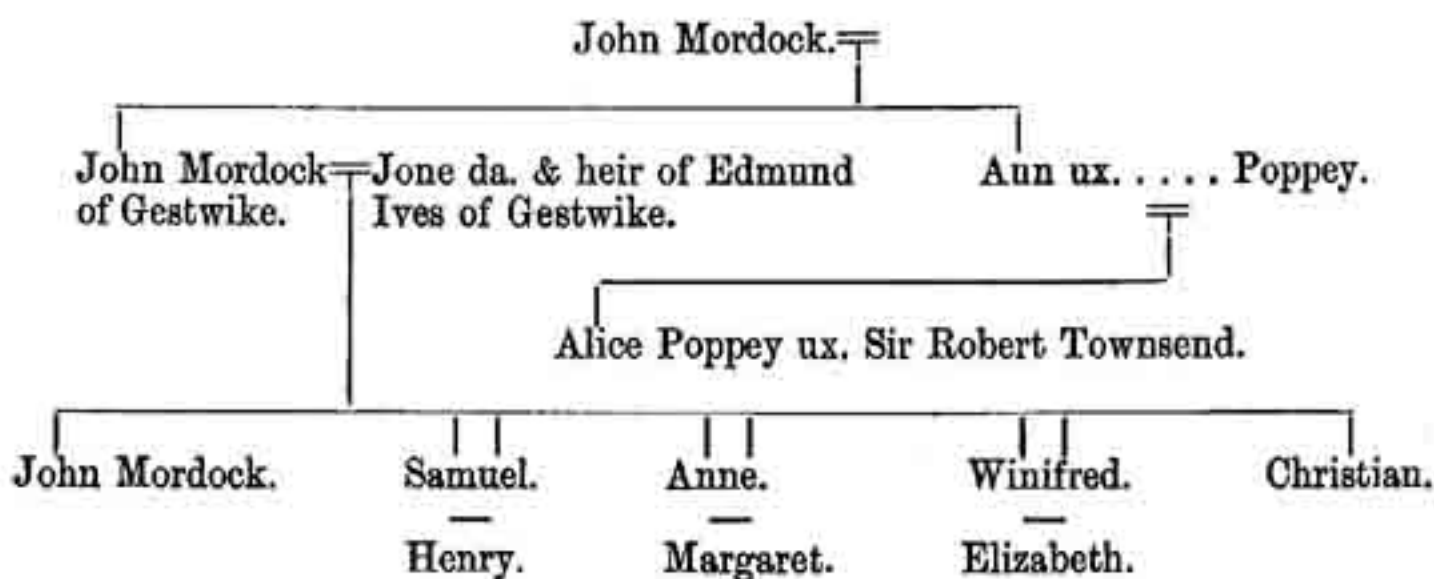 John Mordock.
John Mordock
of Gestwike.
Jone da. & heir of Edmund
Ives of Gestwike.
Ann ux. . . . . Poppey.
Alice Poppey ux. Sir Robert Townsend.
John Mordock.
Samuel.
Anne.
Winifred.
Christian.
Henry.
Margaret.
Elizabeth.